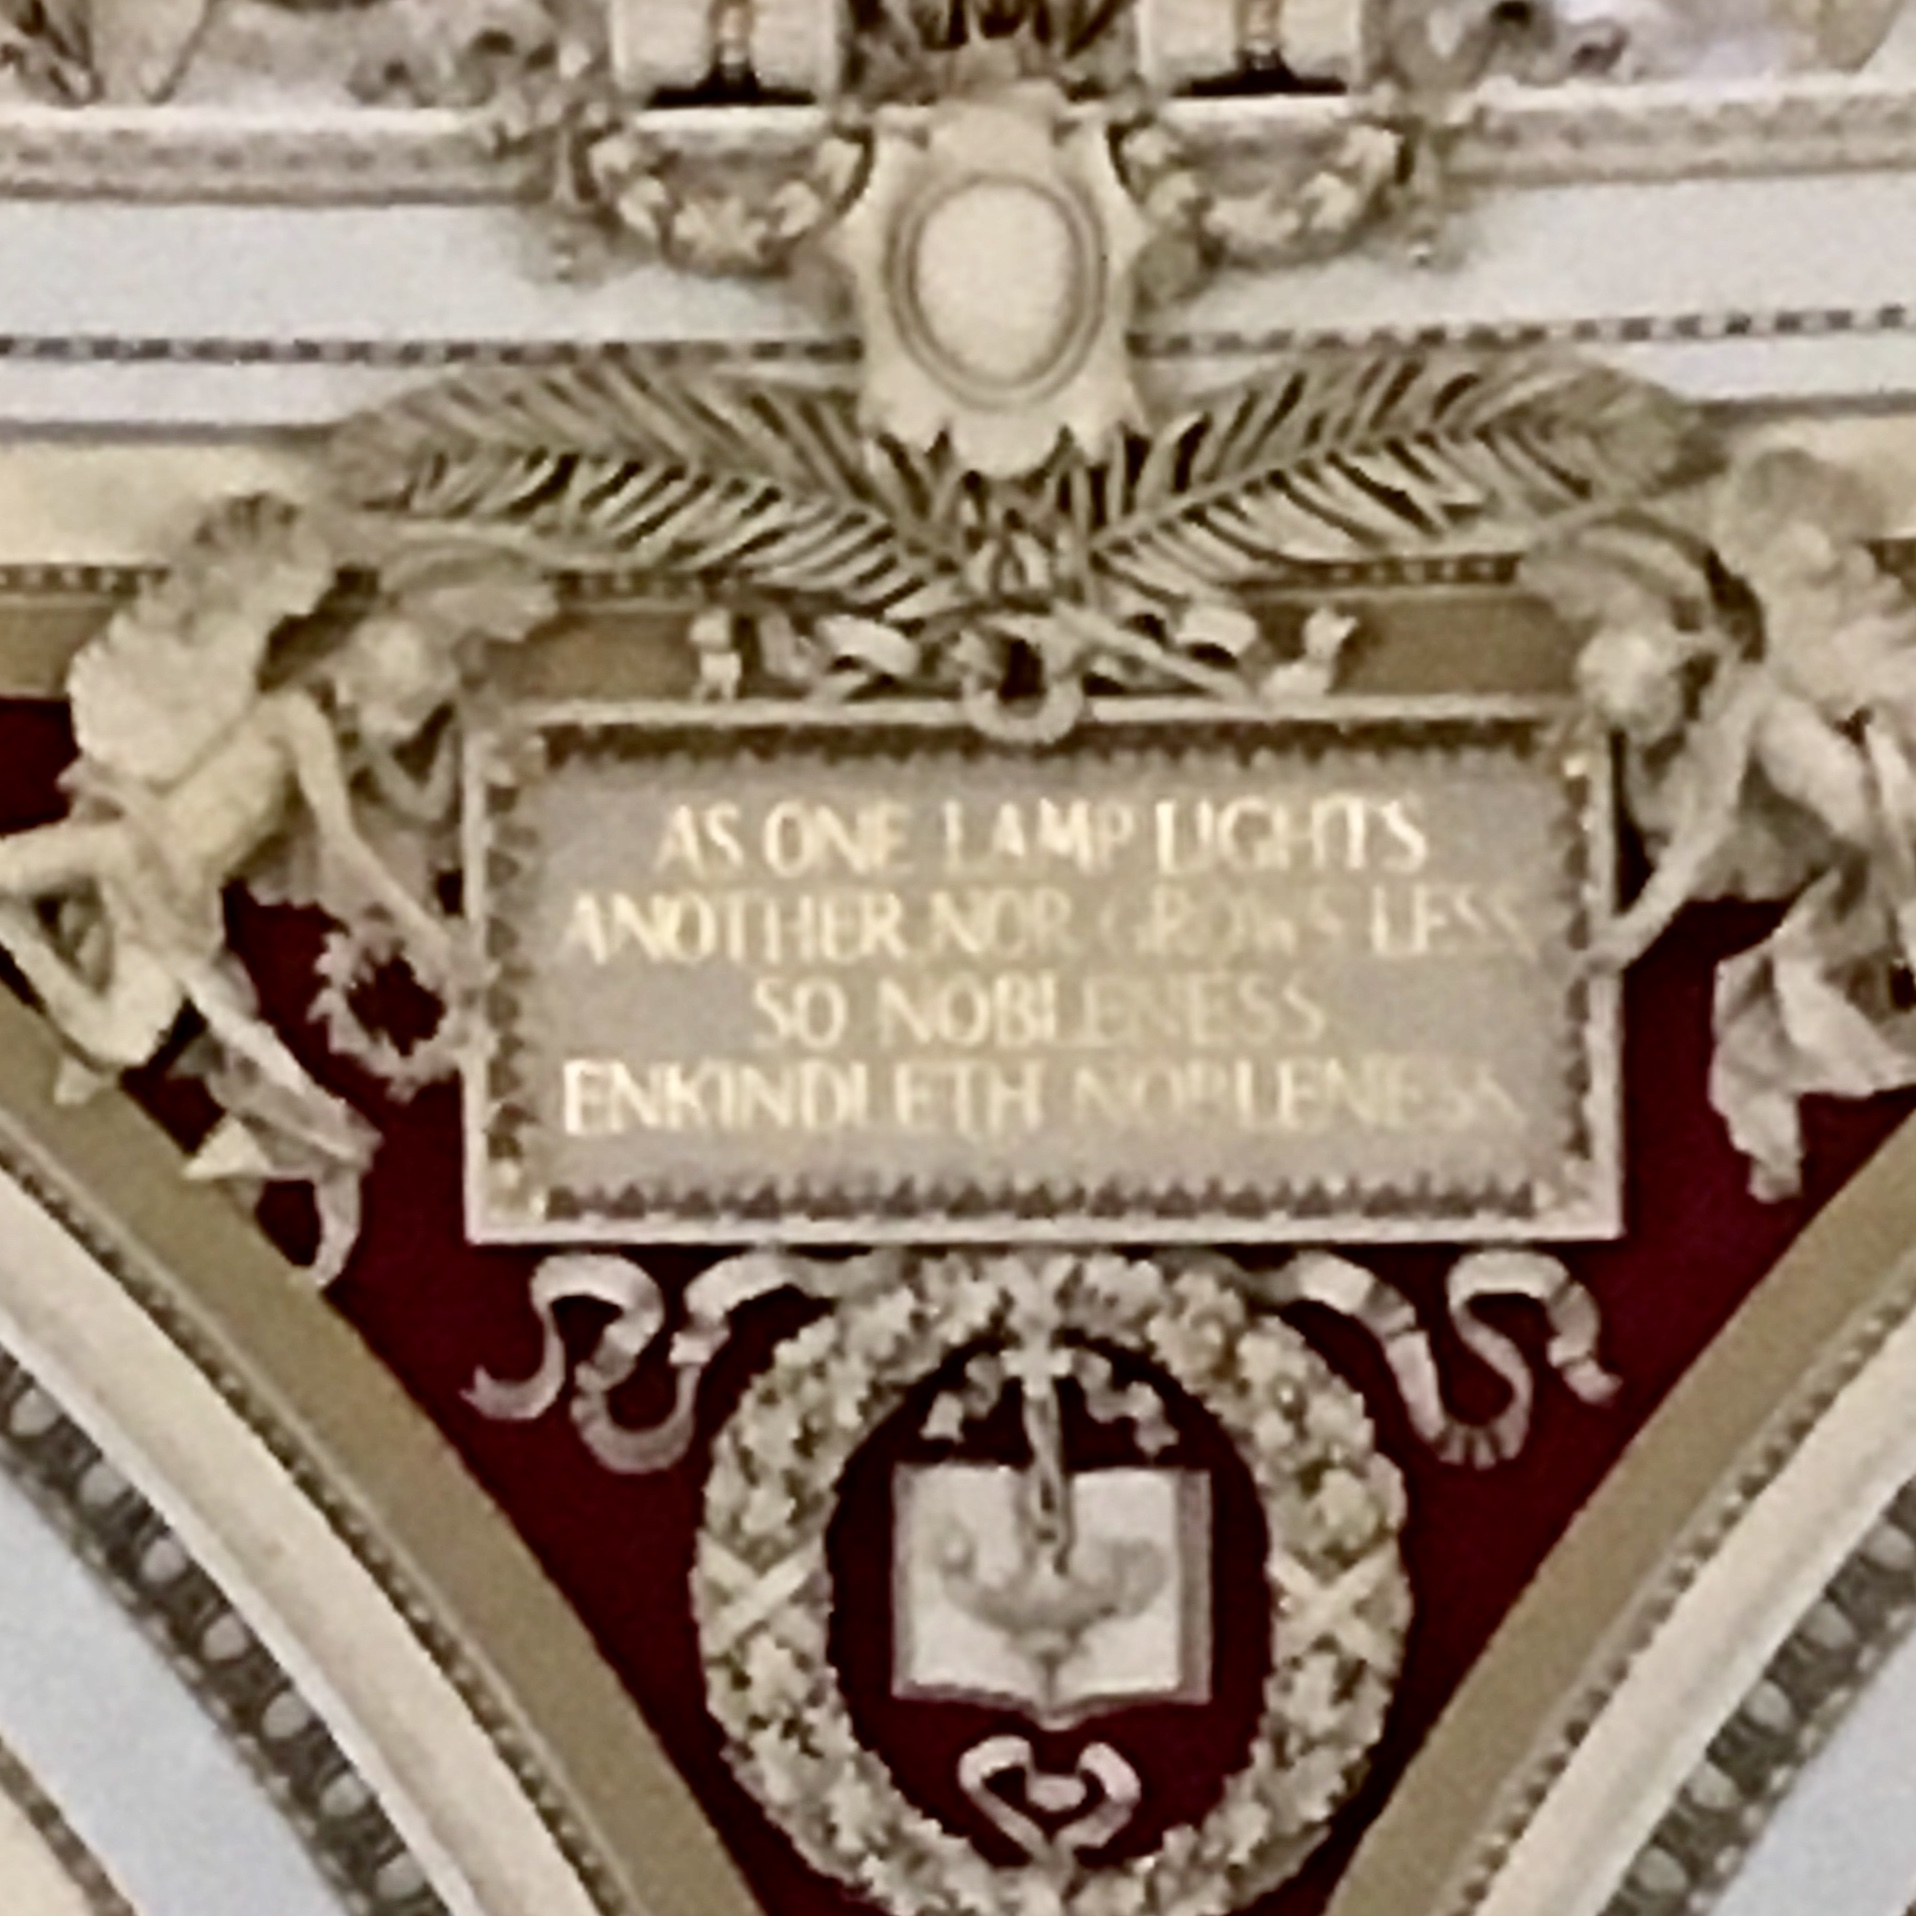 AS ONE LAMP LIGHTS
ANOTHER NOR GROWS LESS
SO NOBLENESS
ENKINDLETH NOBLENESS